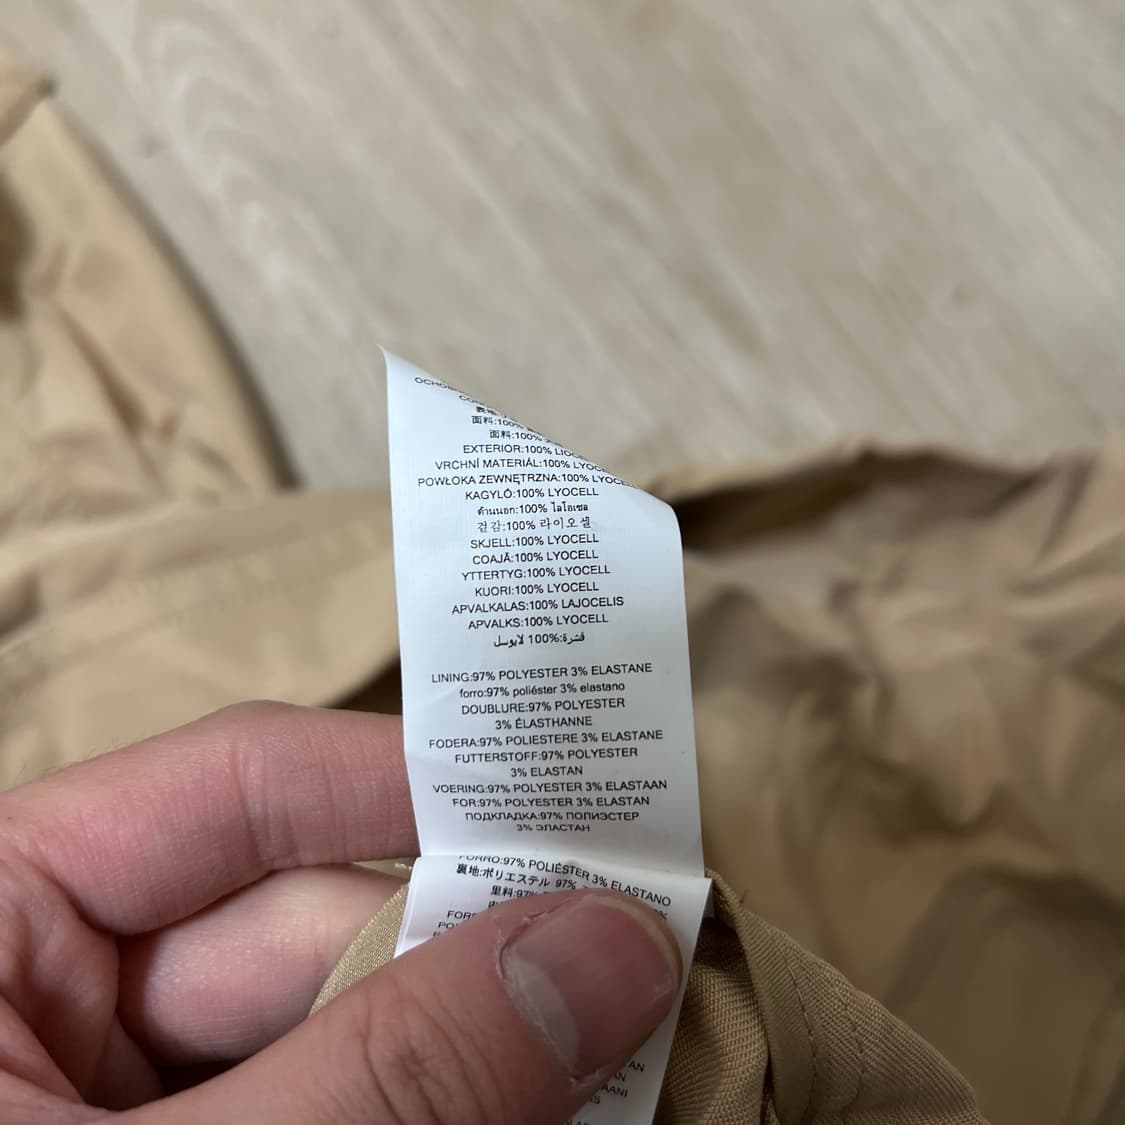 面料:100%
面料:100%
EXTERIOR:100%
VRCHNÍ MATERIÁL:100%
POWŁOKA ZEWNĘTRZNA:100%
KAGYLÓ:100% LYOCELL
ด้านนอก:100% ไลโอเซล
겉감:100% 라이오셀
SKJELL:100% LYOCELL
COAJĂ:100% LYOCELL
YTTERTYG:100% LYOCELL
KUORI:100% LYOCELL
APVALKALAS:100% LAJOCELIS
APVALKS:100% LYOCELL
قشرة:100% لايوسل
LINING:97% POLYESTER 3% ELASTANE
forro:97% poliéster 3% elastano
DOUBLURE:97% POLYESTER
3% ÉLASTHANNE
FODERA:97% POLIESTERE 3% ELASTANE
FUTTERSTOFF:97% POLYESTER
3% ELASTAN
VOERING:97% POLYESTER 3% ELASTAAN
FOR:97% POLYESTER 3% ELASTAN
ПОДКЛАДКА:97% ПОЛИЭСТЕР
3% ЭЛАСТАН
FORRO:97% POLIÉSTER 3% ELASTANO
裏地:ポリエステル 97%
里料:97%